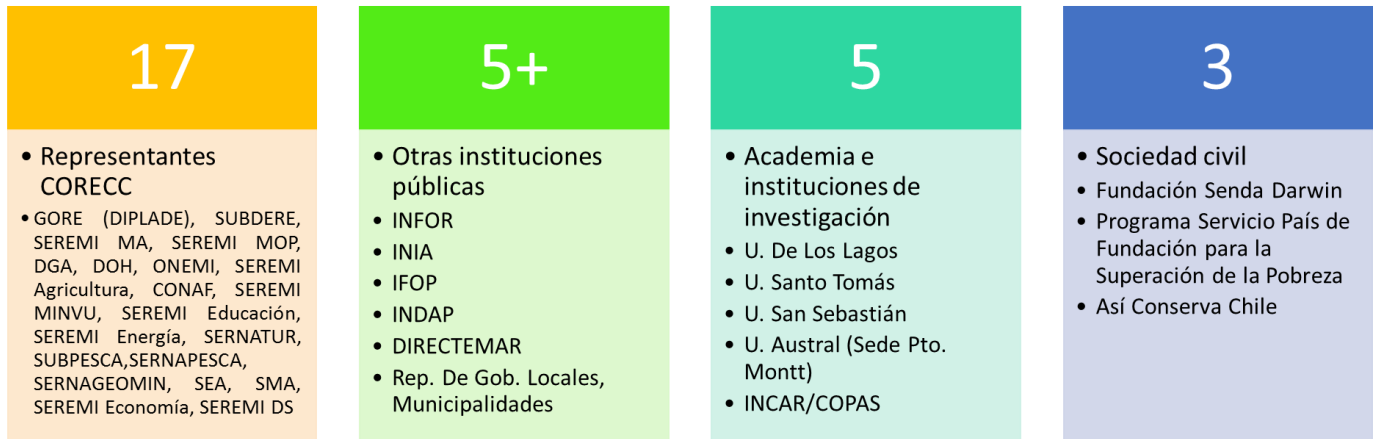 17
• Representantes
CORECC
• GORE (DIPLADE), SUBDERE,
SEREMI MA, SEREMI MOP,
DGA, DOH, ONEMI, SEREMI
Agricultura, CONAF, SEREMI
MINVU, SEREMI Educación,
SEREMI Energía, SERNATUR,
SUBPESCA,SERNAPESCA,
SERNAGEOMIN, SEA, SMA,
SEREMI Economía, SEREMI DS
5+
• Otras instituciones
públicas
• INFOR
• INIA
• IFOP
• INDAP
• DIRECTEMAR
• Rep. De Gob. Locales,
Municipalidades
5
• Academia e
instituciones de
investigación
• U. De Los Lagos
• U. Santo Tomás
• U. San Sebastián
• U. Austral (Sede Pto.
Montt)
• INCAR/COPAS
3
• Sociedad civil
• Fundación Senda Darwin
• Programa Servicio País de
Fundación para la
Superación de la Pobreza
• Así Conserva Chile